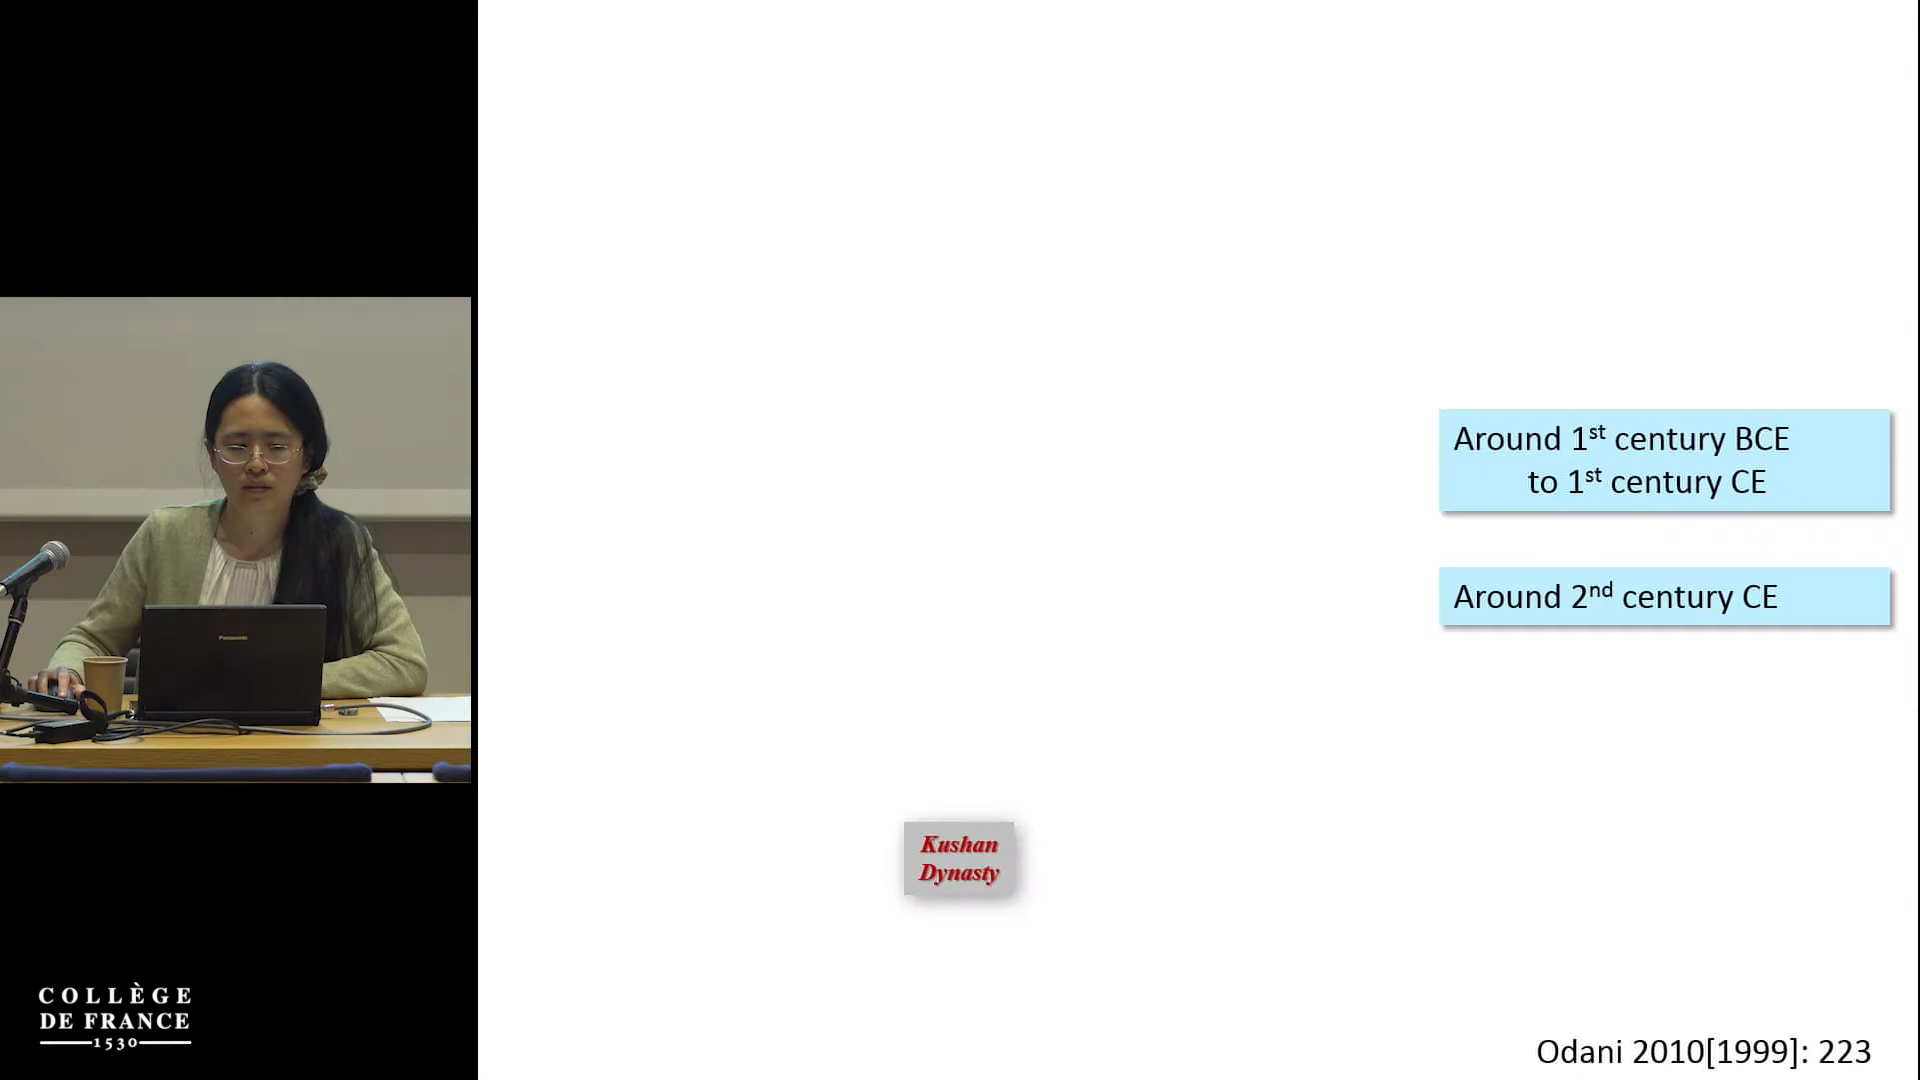 Around 1st century BCE
to 1st century CE
Around 2nd century CE
Kushan
Dynasty
Odani 2010[1999]: 223
Panasonic
COLLÈGE
DE FRANCE
1530